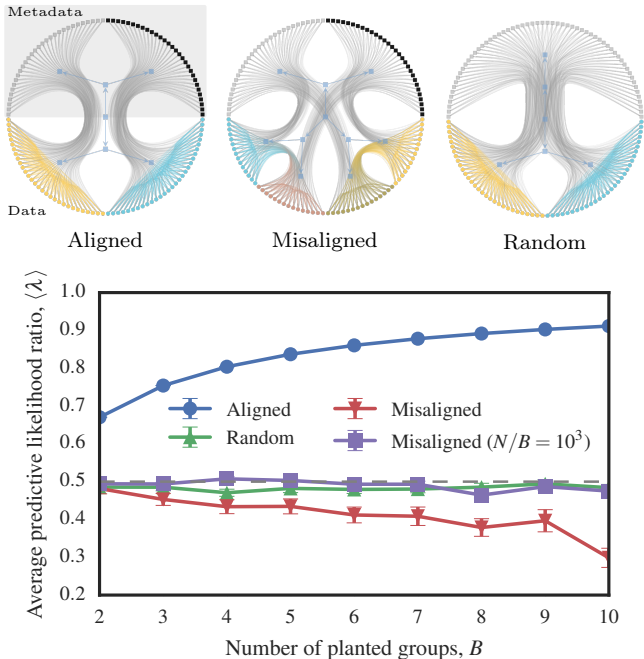 Metadata
Data
Aligned
Misaligned
Random
Average predictive likelihood ratio, ⟨λ⟩
1.0
0.9
0.8
0.7
0.6
0.5
0.4
0.3
0.2
Aligned
Random
Misaligned
Misaligned (N/B = 10³)
2 3 4 5 6 7 8 9 10
Number of planted groups, B